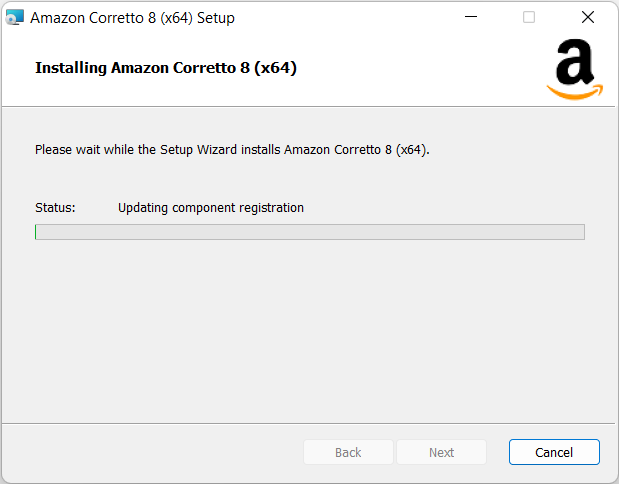 Amazon Corretto 8 (x64) Setup
Installing Amazon Corretto 8 (x64)
a
Please wait while the Setup Wizard installs Amazon Corretto 8 (x64).
Status: Updating component registration
Back Next Cancel